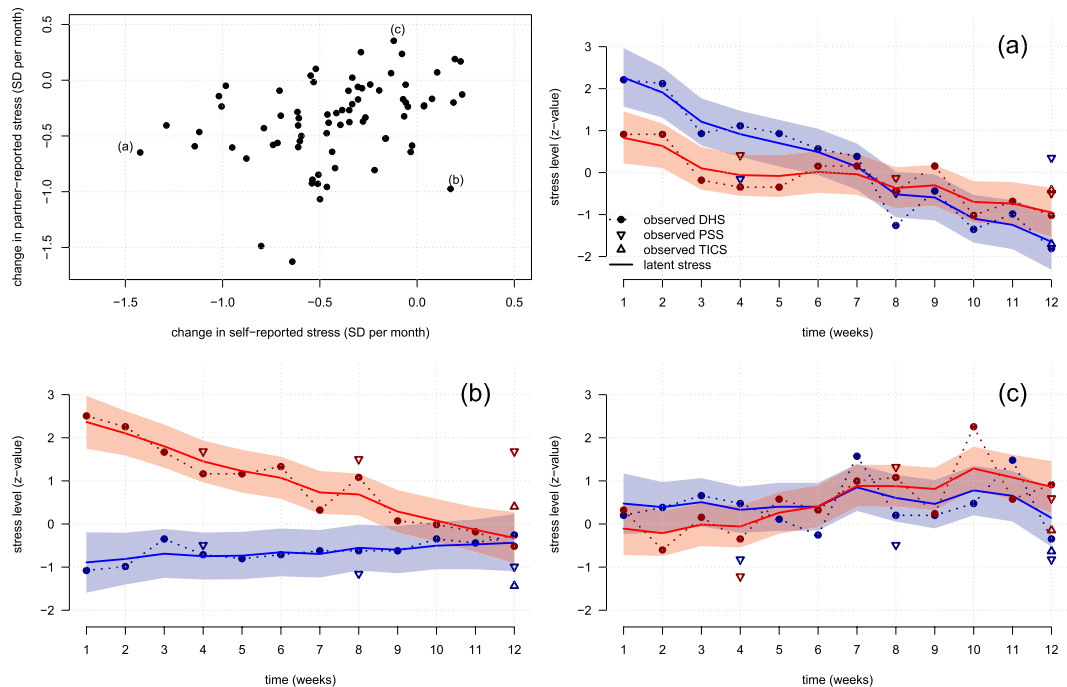 change in partner−reported stress (SD per month)
0.5
0.0
−0.5
−1.0
−1.5
(c)
(a)
(b)
−1.5 −1.0 −0.5 0.0 0.5
change in self−reported stress (SD per month)
(a)
stress level (z−value)
3
2
1
0
−1
−2
observed DHS
observed PSS
observed TICS
latent stress
1 2 3 4 5 6 7 8 9 10 11 12
time (weeks)
(b)
stress level (z−value)
3
2
1
0
−1
−2
1 2 3 4 5 6 7 8 9 10 11 12
time (weeks)
(c)
stress level (z−value)
3
2
1
0
−1
−2
1 2 3 4 5 6 7 8 9 10 11 12
time (weeks)